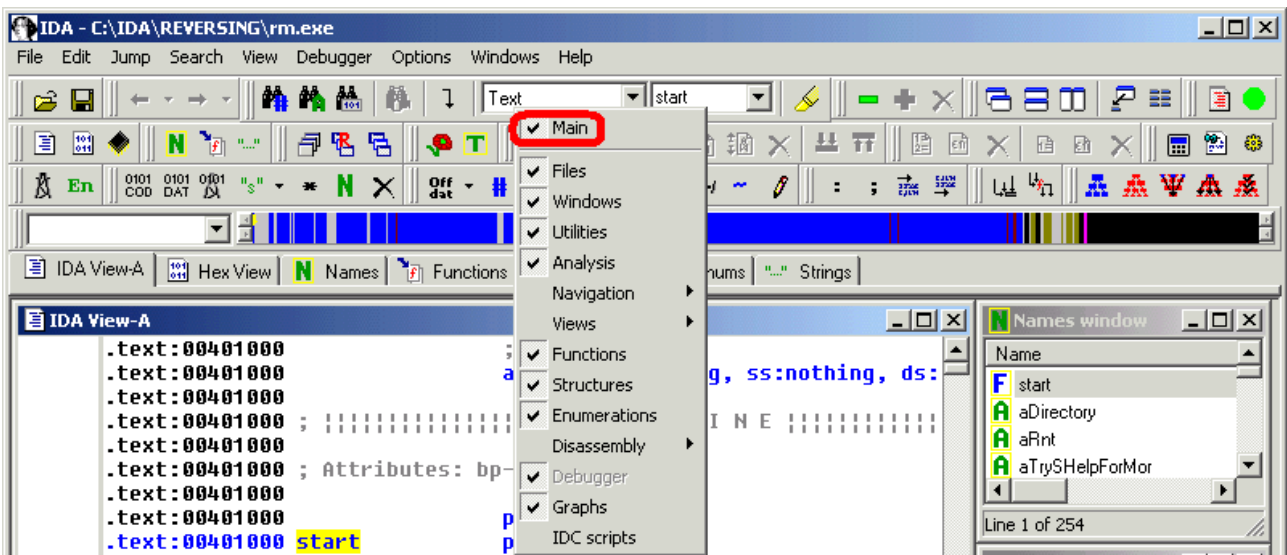 IDA - C:\IDA\REVERSING\rm.exe
File Edit Jump Search View Debugger Options Windows Help
Text start
Main
Files
Windows
Utilities
Analysis
Navigation
Views
Functions
Structures
Enumerations
Disassembly
Debugger
Graphs
IDC scripts
N "..." T
En 0101 COD 0101 DAT 0101 "s" * N Off dat #
: ;
IDA View-A Hex View N Names Functions nums "..." Strings
IDA View-A
.text:00401000 ;
.text:00401000 a g, ss:nothing, ds:
.text:00401000
.text:00401000 ; ¦¦¦¦¦¦¦¦¦¦¦¦¦¦¦ I N E ¦¦¦¦¦¦¦¦¦¦¦¦
.text:00401000
.text:00401000 ; Attributes: bp-
.text:00401000
.text:00401000 p
.text:00401000 start p
Names window
Name
F start
A aDirectory
A aRnt
A aTrySHelpForMor
Line 1 of 254